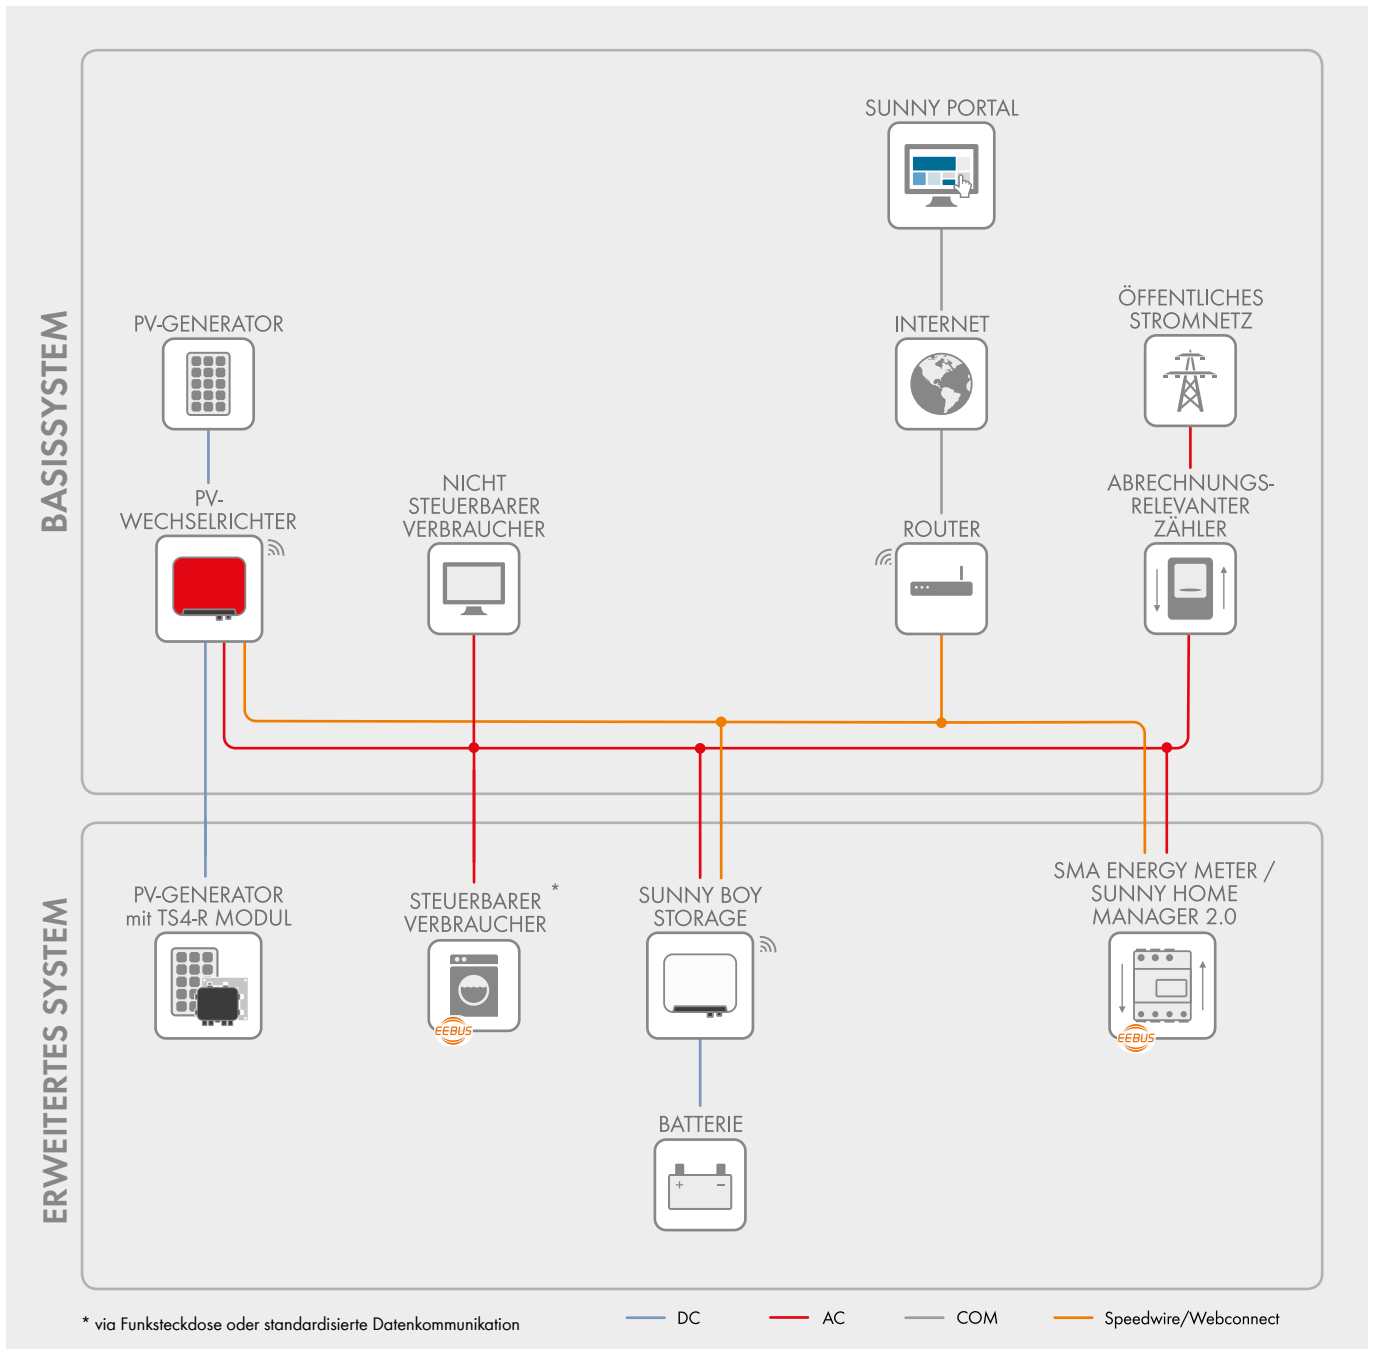 BASISSYSTEM
SUNNY PORTAL
PV-GENERATOR
INTERNET
ÖFFENTLICHES
STROMNETZ
PV-
WECHSELRICHTER
NICHT
STEUERBARER
VERBRAUCHER
ROUTER
ABRECHNUNGS-
RELEVANTER
ZÄHLER
ERWEITERTES SYSTEM
PV-GENERATOR
mit TS4-R MODUL
STEUERBARER *
VERBRAUCHER
EEBUS
SUNNY BOY
STORAGE
SMA ENERGY METER /
SUNNY HOME
MANAGER 2.0
EEBUS
BATTERIE
+ −
* via Funksteckdose oder standardisierte Datenkommunikation
DC
AC
COM
Speedwire/Webconnect